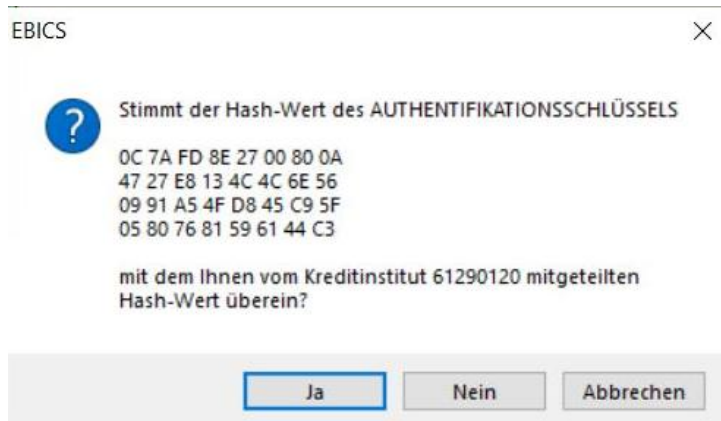 EBICS
Stimmt der Hash-Wert des AUTHENTIFIKATIONSSCHLÜSSELS
0C 7A FD 8E 27 00 80 0A
47 27 E8 13 4C 4C 6E 56
09 91 A5 4F D8 45 C9 5F
05 80 76 81 59 61 44 C3
mit dem Ihnen vom Kreditinstitut 61290120 mitgeteilten
Hash-Wert überein?
Ja Nein Abbrechen